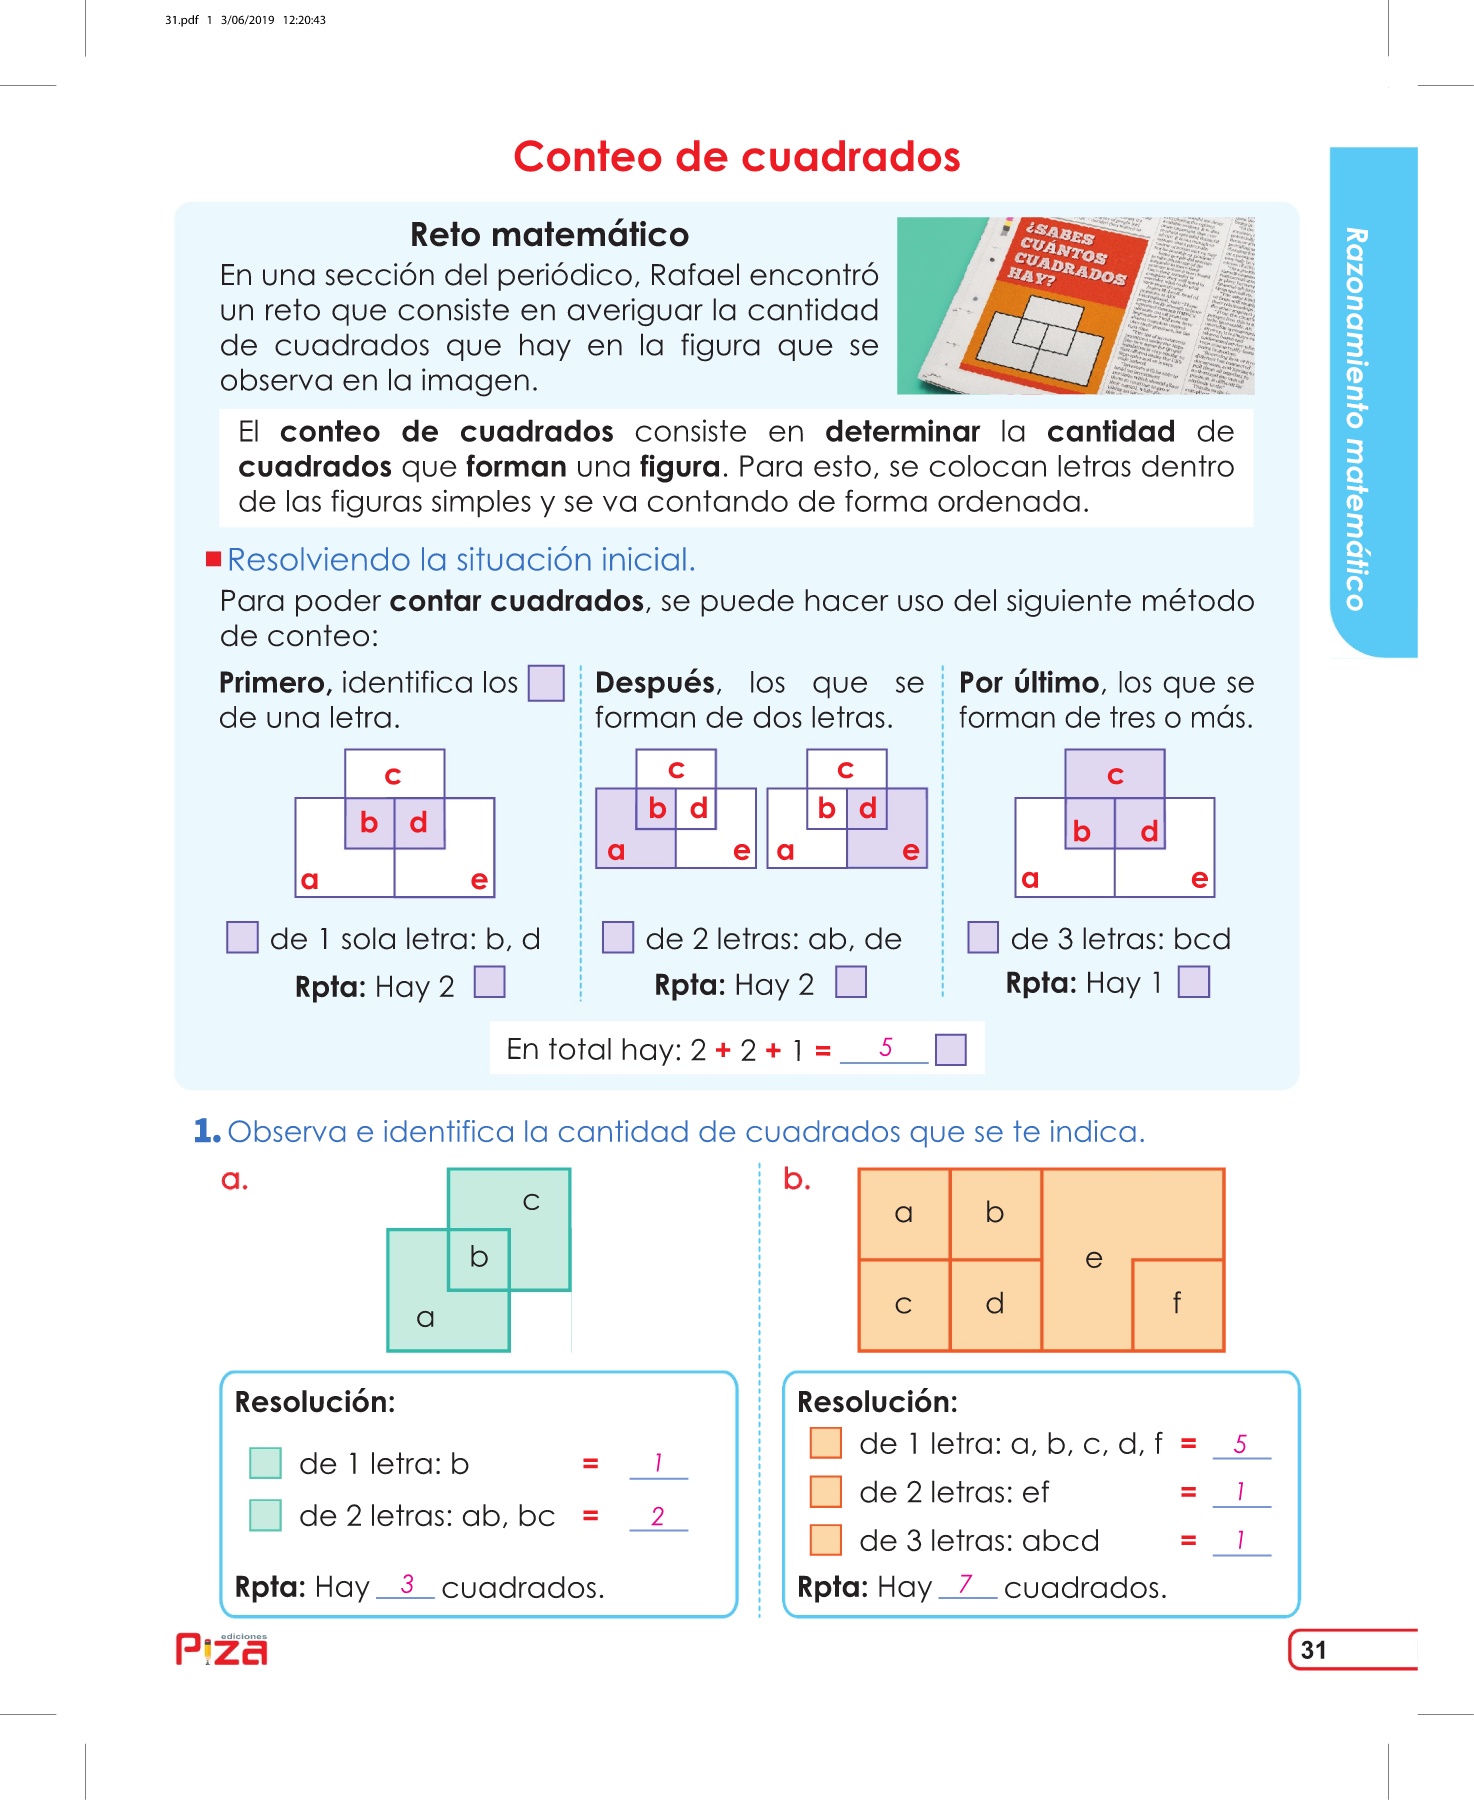 31.pdf 1 3/06/2019 12:20:43
Conteo de cuadrados
Razonamiento matemático
Reto matemático
En una sección del periódico, Rafael encontró
un reto que consiste en averiguar la cantidad
de cuadrados que hay en la figura que se
observa en la imagen.
¿SABES
CUÁNTOS
CUADRADOS
HAY?
El conteo de cuadrados consiste en determinar la cantidad de
cuadrados que forman una figura. Para esto, se colocan letras dentro
de las figuras simples y se va contando de forma ordenada.
Resolviendo la situación inicial.
Para poder contar cuadrados, se puede hacer uso del siguiente método
de conteo:
Primero, identifica los
de una letra.
c
b d
a e
de 1 sola letra: b, d
Rpta: Hay 2
Después, los que se
forman de dos letras.
c
b d
a e
c
b d
a e
de 2 letras: ab, de
Rpta: Hay 2
Por último, los que se
forman de tres o más.
c
b d
a e
de 3 letras: bcd
Rpta: Hay 1
En total hay: 2 + 2 + 1 = 5
1. Observa e identifica la cantidad de cuadrados que se te indica.
a.
c
b
a
Resolución:
de 1 letra: b = 1
de 2 letras: ab, bc = 2
Rpta: Hay 3 cuadrados.
b.
a b
e
c d f
Resolución:
de 1 letra: a, b, c, d, f = 5
de 2 letras: ef = 1
de 3 letras: abcd = 1
Rpta: Hay 7 cuadrados.
ediciones
Piza
31